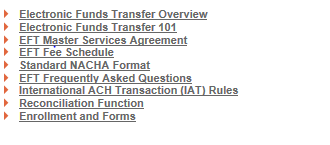 Electronic Funds Transfer Overview
Electronic Funds Transfer 101
EFT Master Services Agreement
EFT Fee Schedule
Standard NACHA Format
EFT Frequently Asked Questions
International ACH Transaction (IAT) Rules
Reconciliation Function
Enrollment and Forms